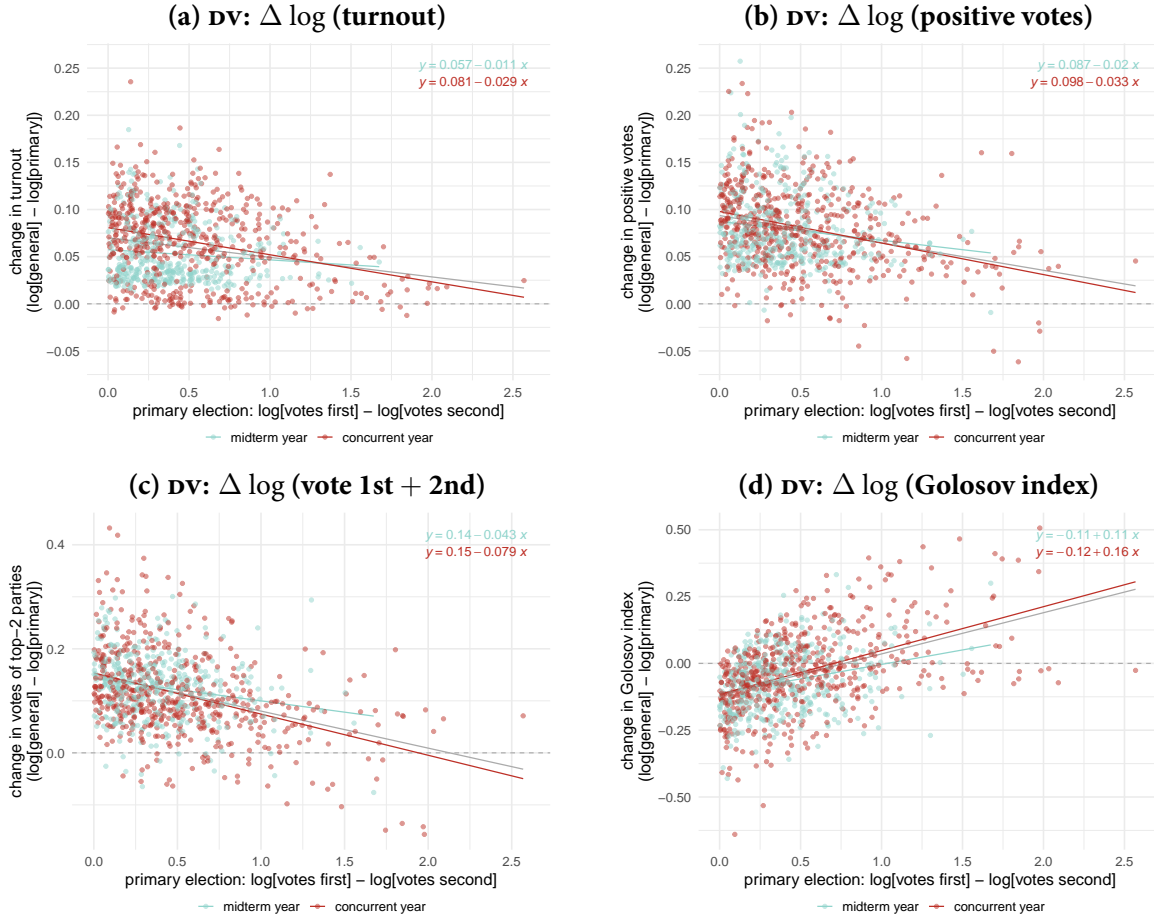 (a) DV: Δ log (turnout)
y = 0.057 − 0.011 x
y = 0.081 − 0.029 x
change in turnout
(log[general] − log[primary])
0.25
0.20
0.15
0.10
0.05
0.00
−0.05
0.0 0.5 1.0 1.5 2.0 2.5
primary election: log[votes first] − log[votes second]
midterm year concurrent year
(b) DV: Δ log (positive votes)
y = 0.087 − 0.02 x
y = 0.098 − 0.033 x
change in positive votes
(log[general] − log[primary])
0.25
0.20
0.15
0.10
0.05
0.00
−0.05
0.0 0.5 1.0 1.5 2.0 2.5
primary election: log[votes first] − log[votes second]
midterm year concurrent year
(c) DV: Δ log (vote 1st + 2nd)
y = 0.14 − 0.043 x
y = 0.15 − 0.079 x
change in votes of top−2 parties
(log[general] − log[primary])
0.4
0.2
0.0
0.0 0.5 1.0 1.5 2.0 2.5
primary election: log[votes first] − log[votes second]
midterm year concurrent year
(d) DV: Δ log (Golosov index)
y = −0.11 + 0.11 x
y = −0.12 + 0.16 x
change in Golosov index
(log[general] − log[primary])
0.50
0.25
0.00
−0.25
−0.50
0.0 0.5 1.0 1.5 2.0 2.5
primary election: log[votes first] − log[votes second]
midterm year concurrent year